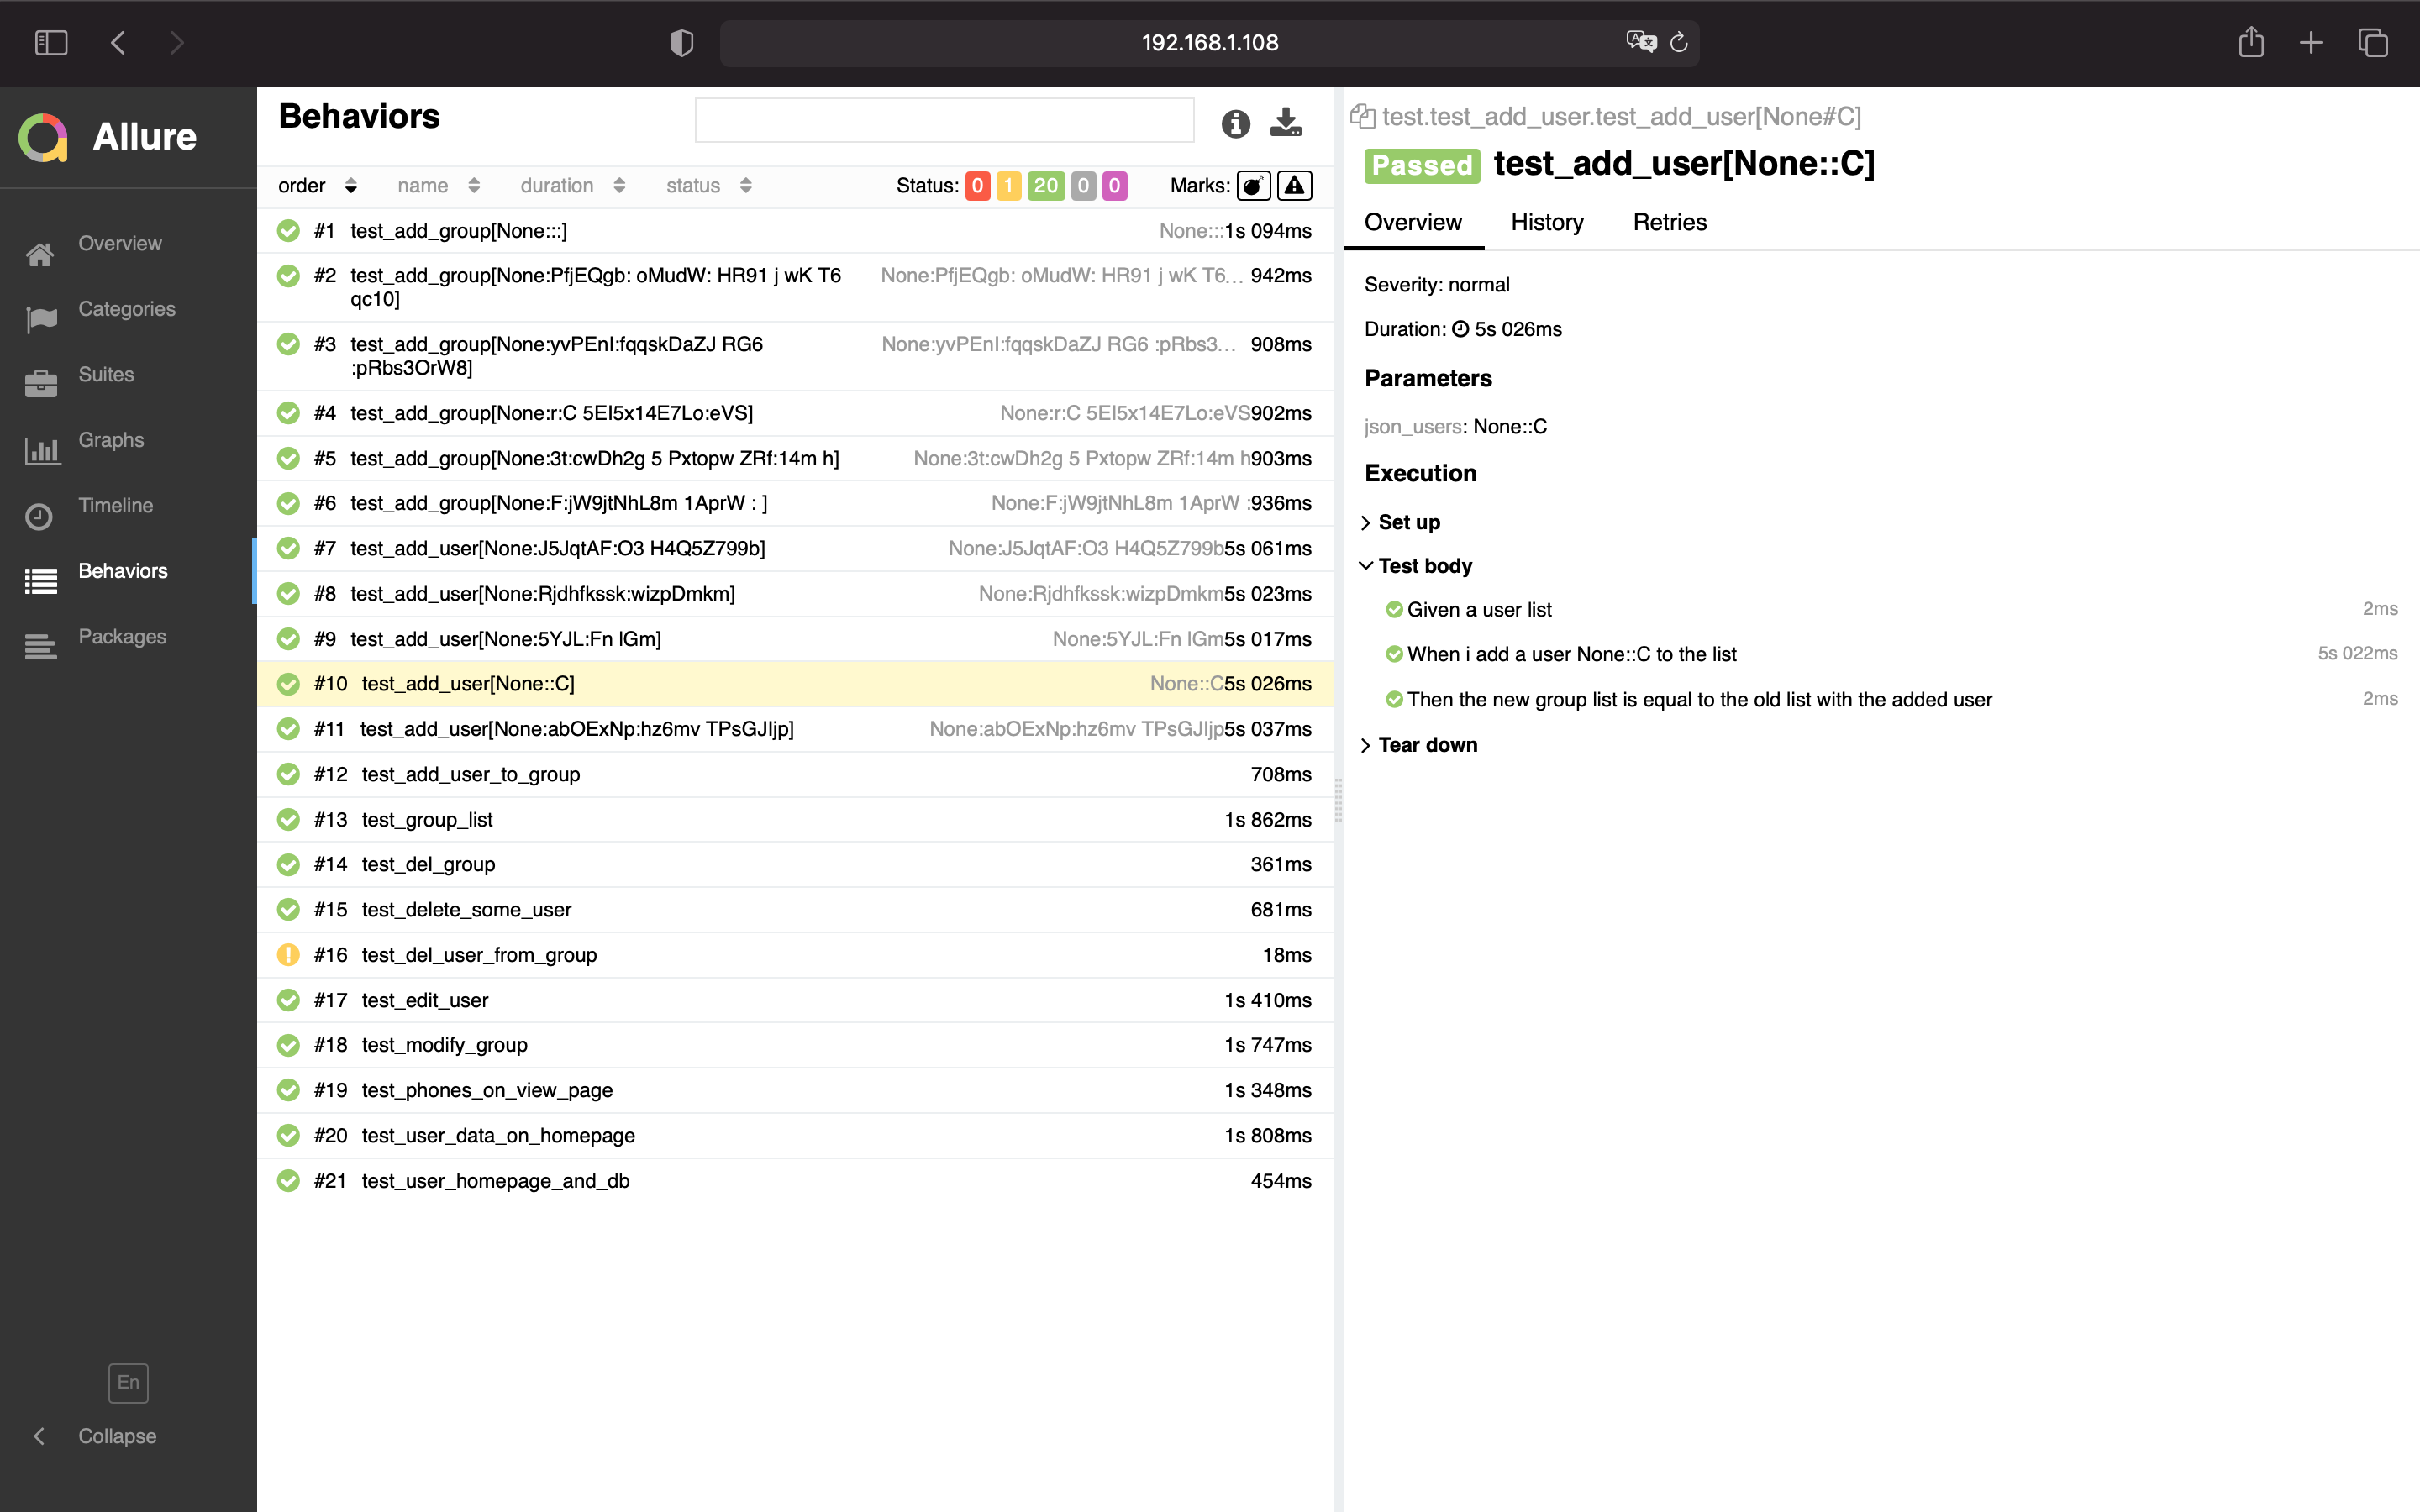 192.168.1.108
Allure
Overview
Categories
Suites
Graphs
Timeline
Behaviors
Packages
En
Collapse
Behaviors
order name duration status Status: 0 1 20 0 0 Marks:
#1 test_add_group[None:::] None:::1s 094ms
#2 test_add_group[None:PfjEQgb: oMudW: HR91 j wK T6 None:PfjEQgb: oMudW: HR91 j wK T6... 942ms
qc10]
#3 test_add_group[None:yvPEnI:fqqskDaZJ RG6 None:yvPEnI:fqqskDaZJ RG6 :pRbs3... 908ms
:pRbs3OrW8]
#4 test_add_group[None:r:C 5EI5x14E7Lo:eVS] None:r:C 5EI5x14E7Lo:eVS902ms
#5 test_add_group[None:3t:cwDh2g 5 Pxtopw ZRf:14m h] None:3t:cwDh2g 5 Pxtopw ZRf:14m h903ms
#6 test_add_group[None:F:jW9jtNhL8m 1AprW : ] None:F:jW9jtNhL8m 1AprW :936ms
#7 test_add_user[None:J5JqtAF:O3 H4Q5Z799b] None:J5JqtAF:O3 H4Q5Z799b5s 061ms
#8 test_add_user[None:Rjdhfkssk:wizpDmkm] None:Rjdhfkssk:wizpDmkm5s 023ms
#9 test_add_user[None:5YJL:Fn lGm] None:5YJL:Fn lGm5s 017ms
#10 test_add_user[None::C] None::C5s 026ms
#11 test_add_user[None:abOExNp:hz6mv TPsGJIjp] None:abOExNp:hz6mv TPsGJIjp5s 037ms
#12 test_add_user_to_group 708ms
#13 test_group_list 1s 862ms
#14 test_del_group 361ms
#15 test_delete_some_user 681ms
#16 test_del_user_from_group 18ms
#17 test_edit_user 1s 410ms
#18 test_modify_group 1s 747ms
#19 test_phones_on_view_page 1s 348ms
#20 test_user_data_on_homepage 1s 808ms
#21 test_user_homepage_and_db 454ms
test.test_add_user.test_add_user[None#C]
Passed test_add_user[None::C]
Overview History Retries
Severity: normal
Duration: 5s 026ms
Parameters
json_users: None::C
Execution
Set up
Test body
Given a user list 2ms
When i add a user None::C to the list 5s 022ms
Then the new group list is equal to the old list with the added user 2ms
Tear down